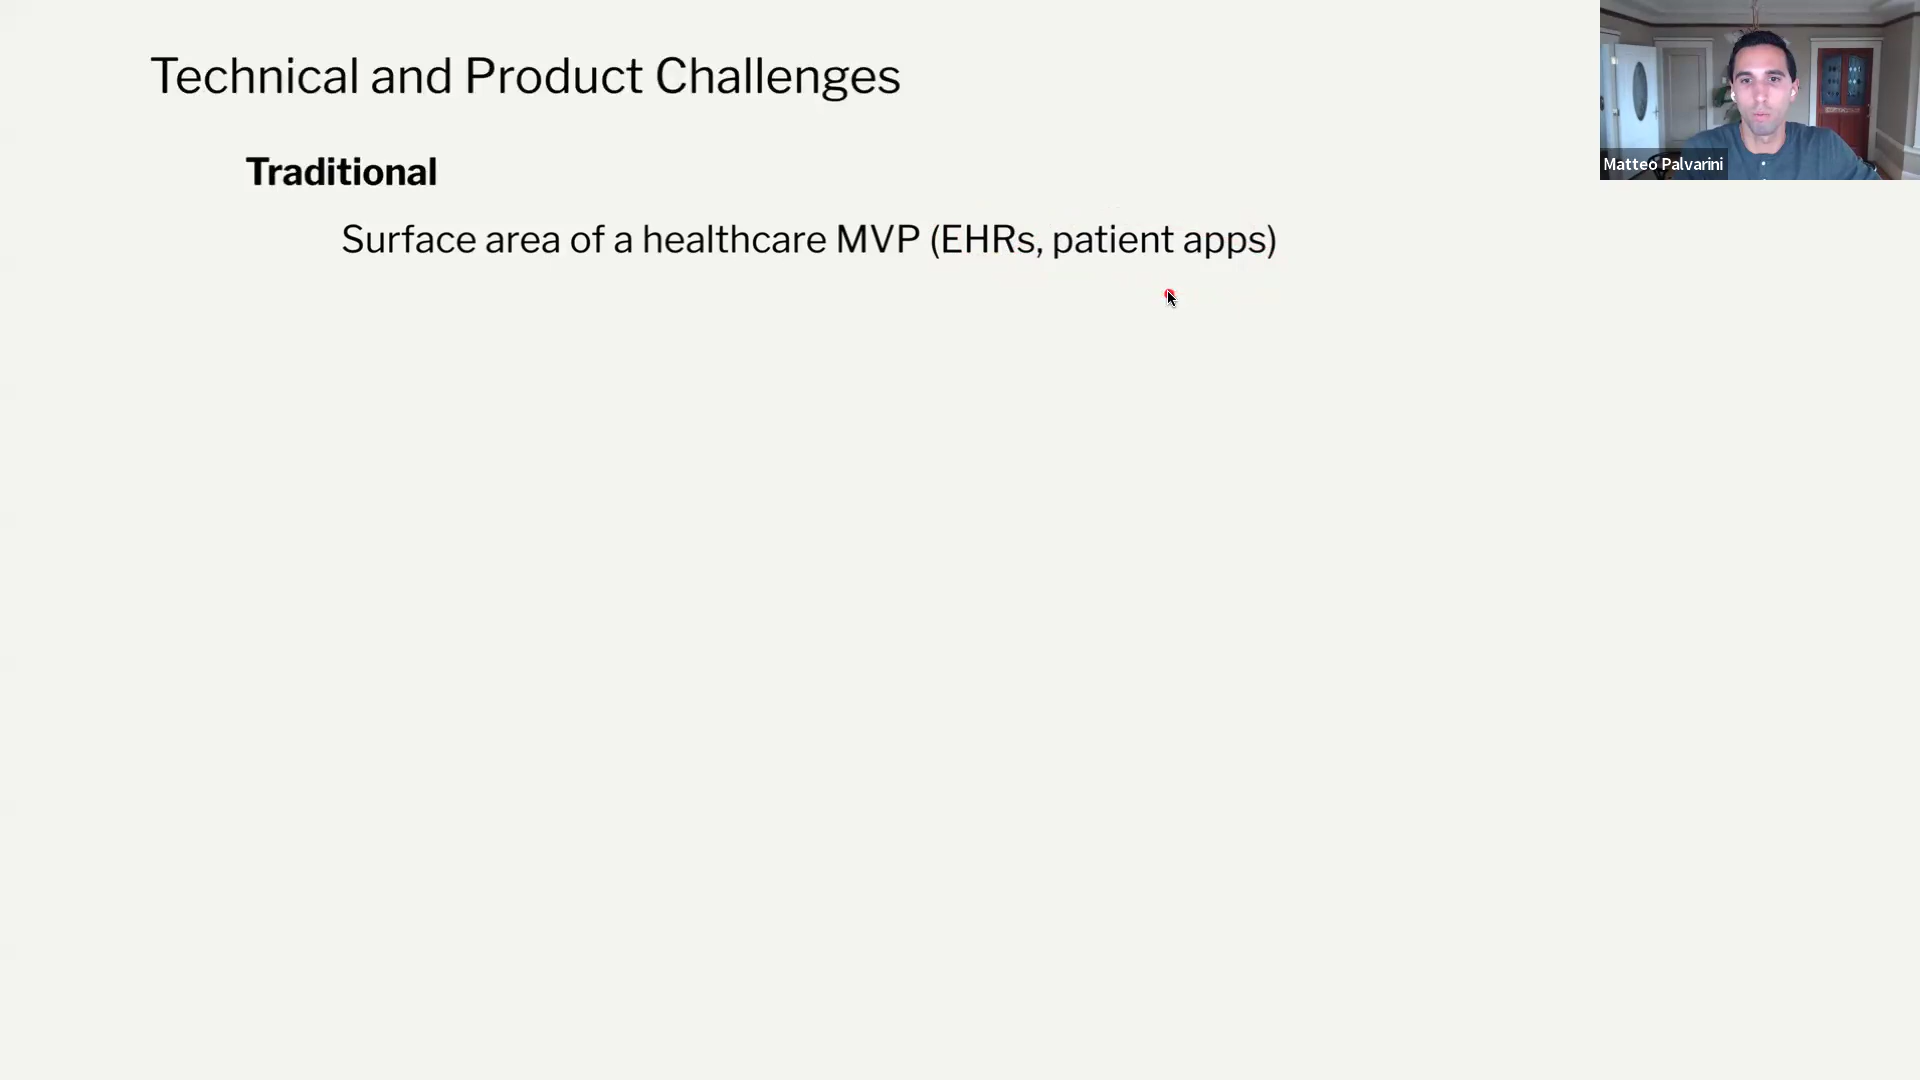 Technical and Product Challenges
Traditional
Surface area of a healthcare MVP (EHRs, patient apps)
Matteo Palvarini